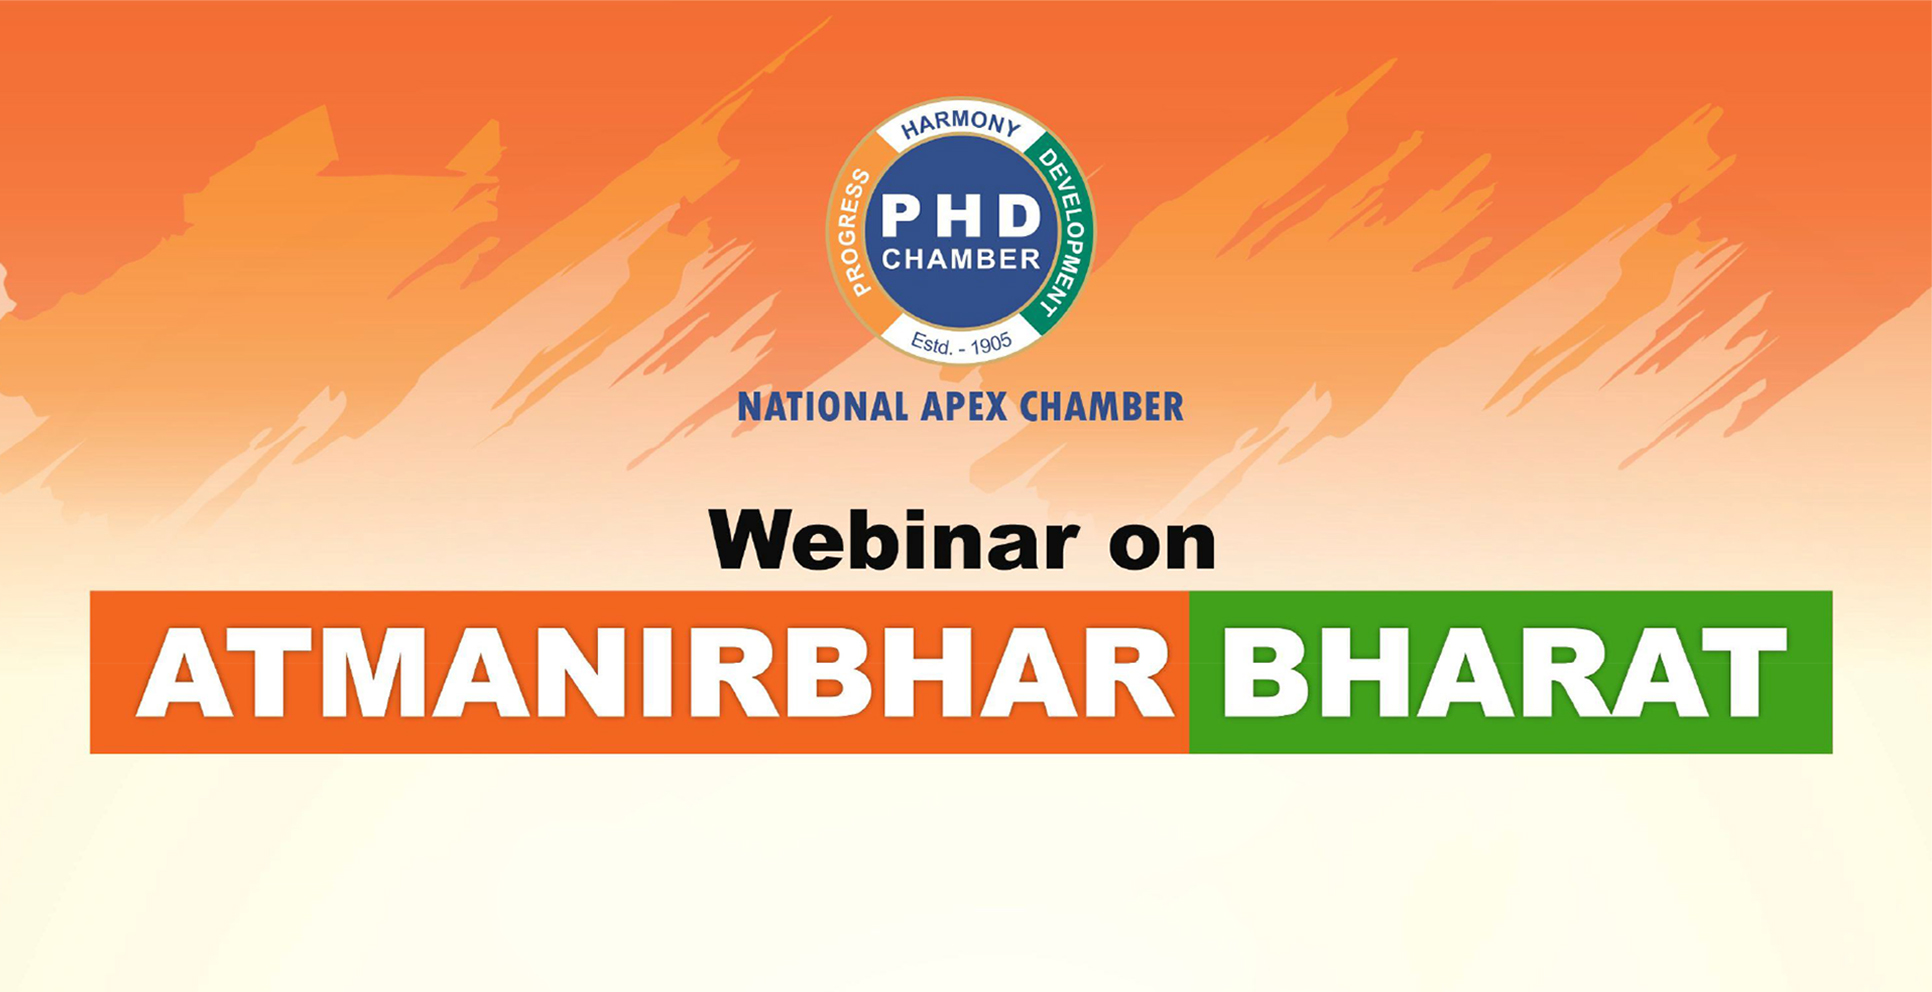 HARMONY
PROGRESS
DEVELOPMENT
PHD
CHAMBER
Estd. - 1905
NATIONAL APEX CHAMBER
Webinar on
ATMANIRBHAR BHARAT